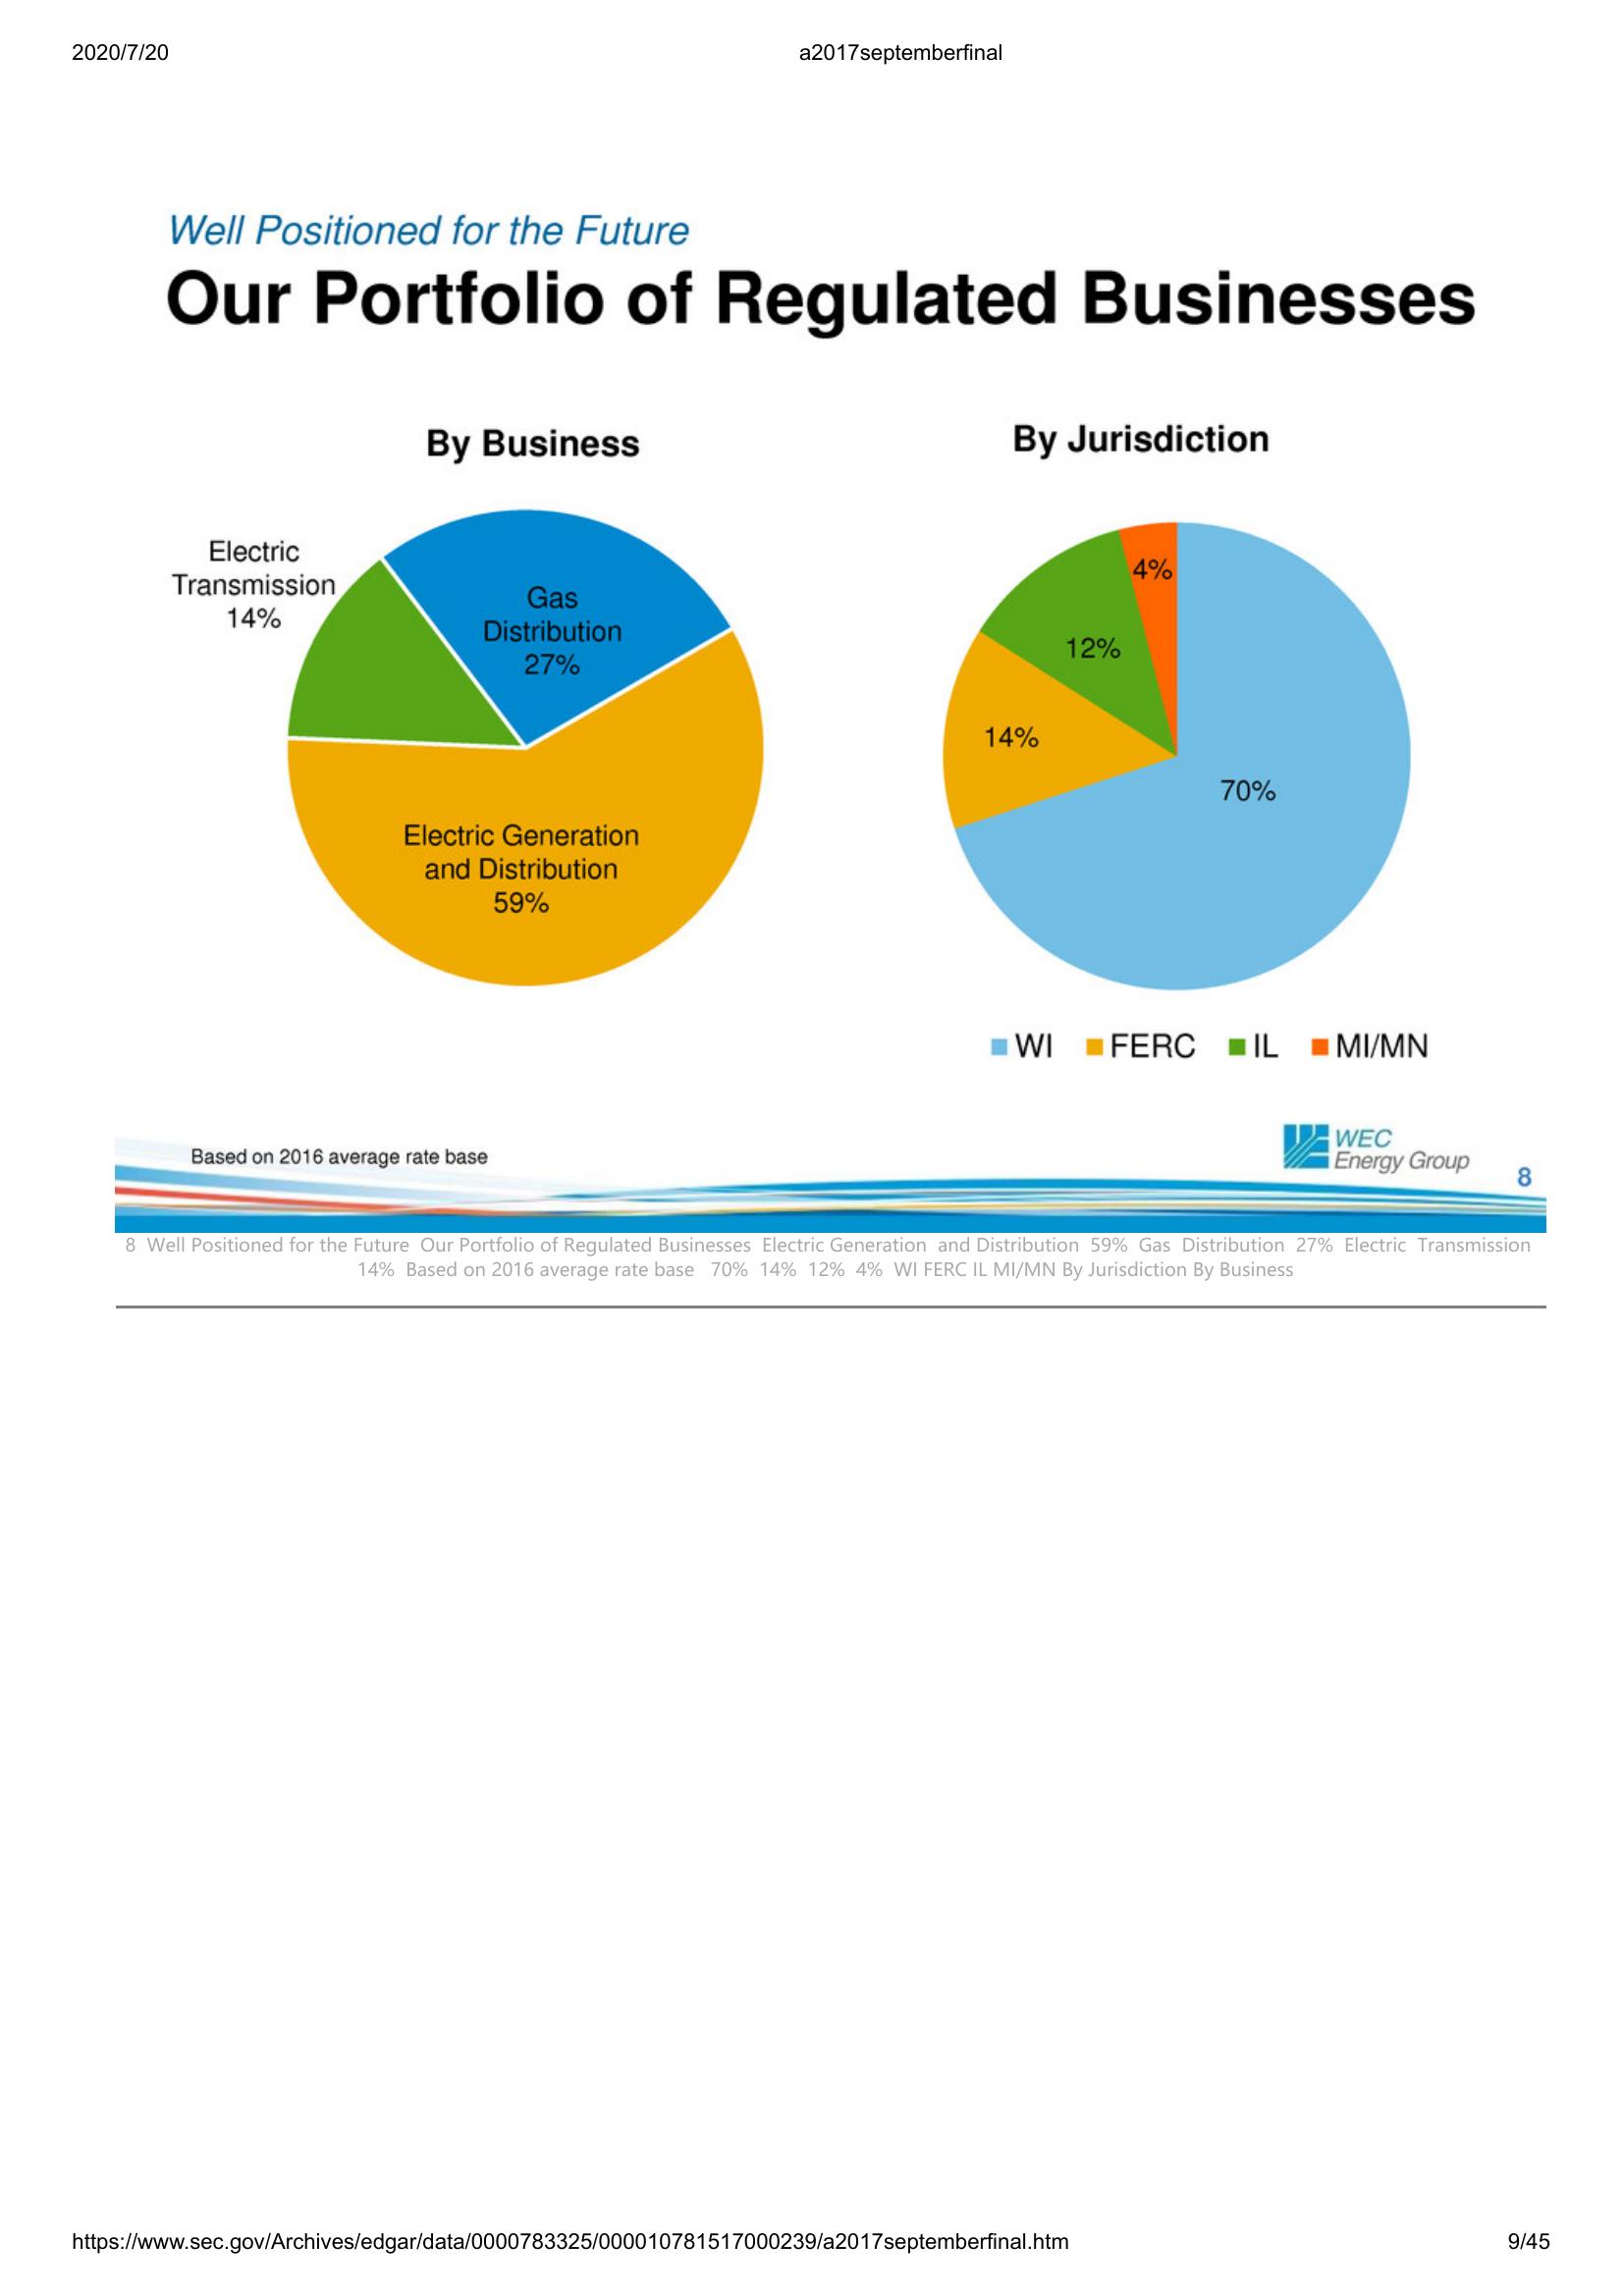 2020/7/20
a2017septemberfinal
Well Positioned for the Future
Our Portfolio of Regulated Businesses
By Business
Electric
Transmission
14%
Gas
Distribution
27%
Electric Generation
and Distribution
59%
By Jurisdiction
4%
12%
14%
70%
WI FERC IL MI/MN
Based on 2016 average rate base
WEC
Energy Group
8
8 Well Positioned for the Future Our Portfolio of Regulated Businesses Electric Generation and Distribution 59% Gas Distribution 27% Electric Transmission
14% Based on 2016 average rate base 70% 14% 12% 4% WI FERC IL MI/MN By Jurisdiction By Business
https://www.sec.gov/Archives/edgar/data/0000783325/000010781517000239/a2017septemberfinal.htm
9/45